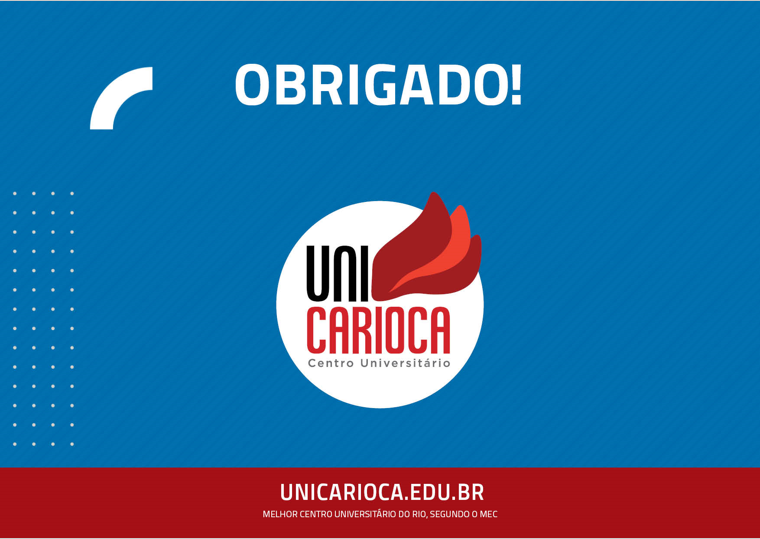 OBRIGADO!
UNI
CARIOCA
Centro Universitário
UNICARIOCA.EDU.BR
MELHOR CENTRO UNIVERSITÁRIO DO RIO, SEGUNDO O MEC